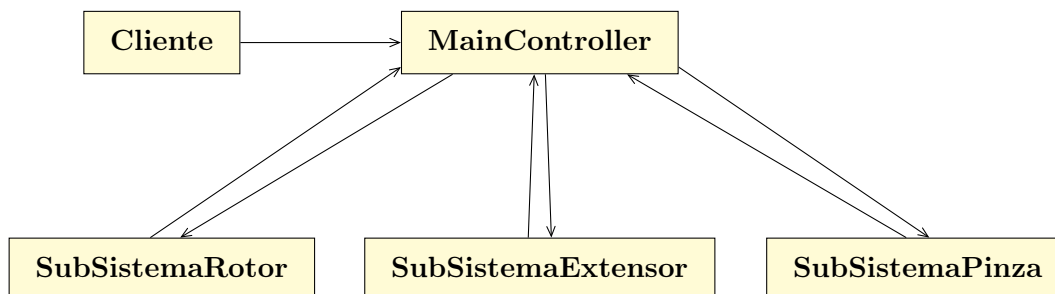 Cliente
MainController
SubSistemaRotor
SubSistemaExtensor
SubSistemaPinza